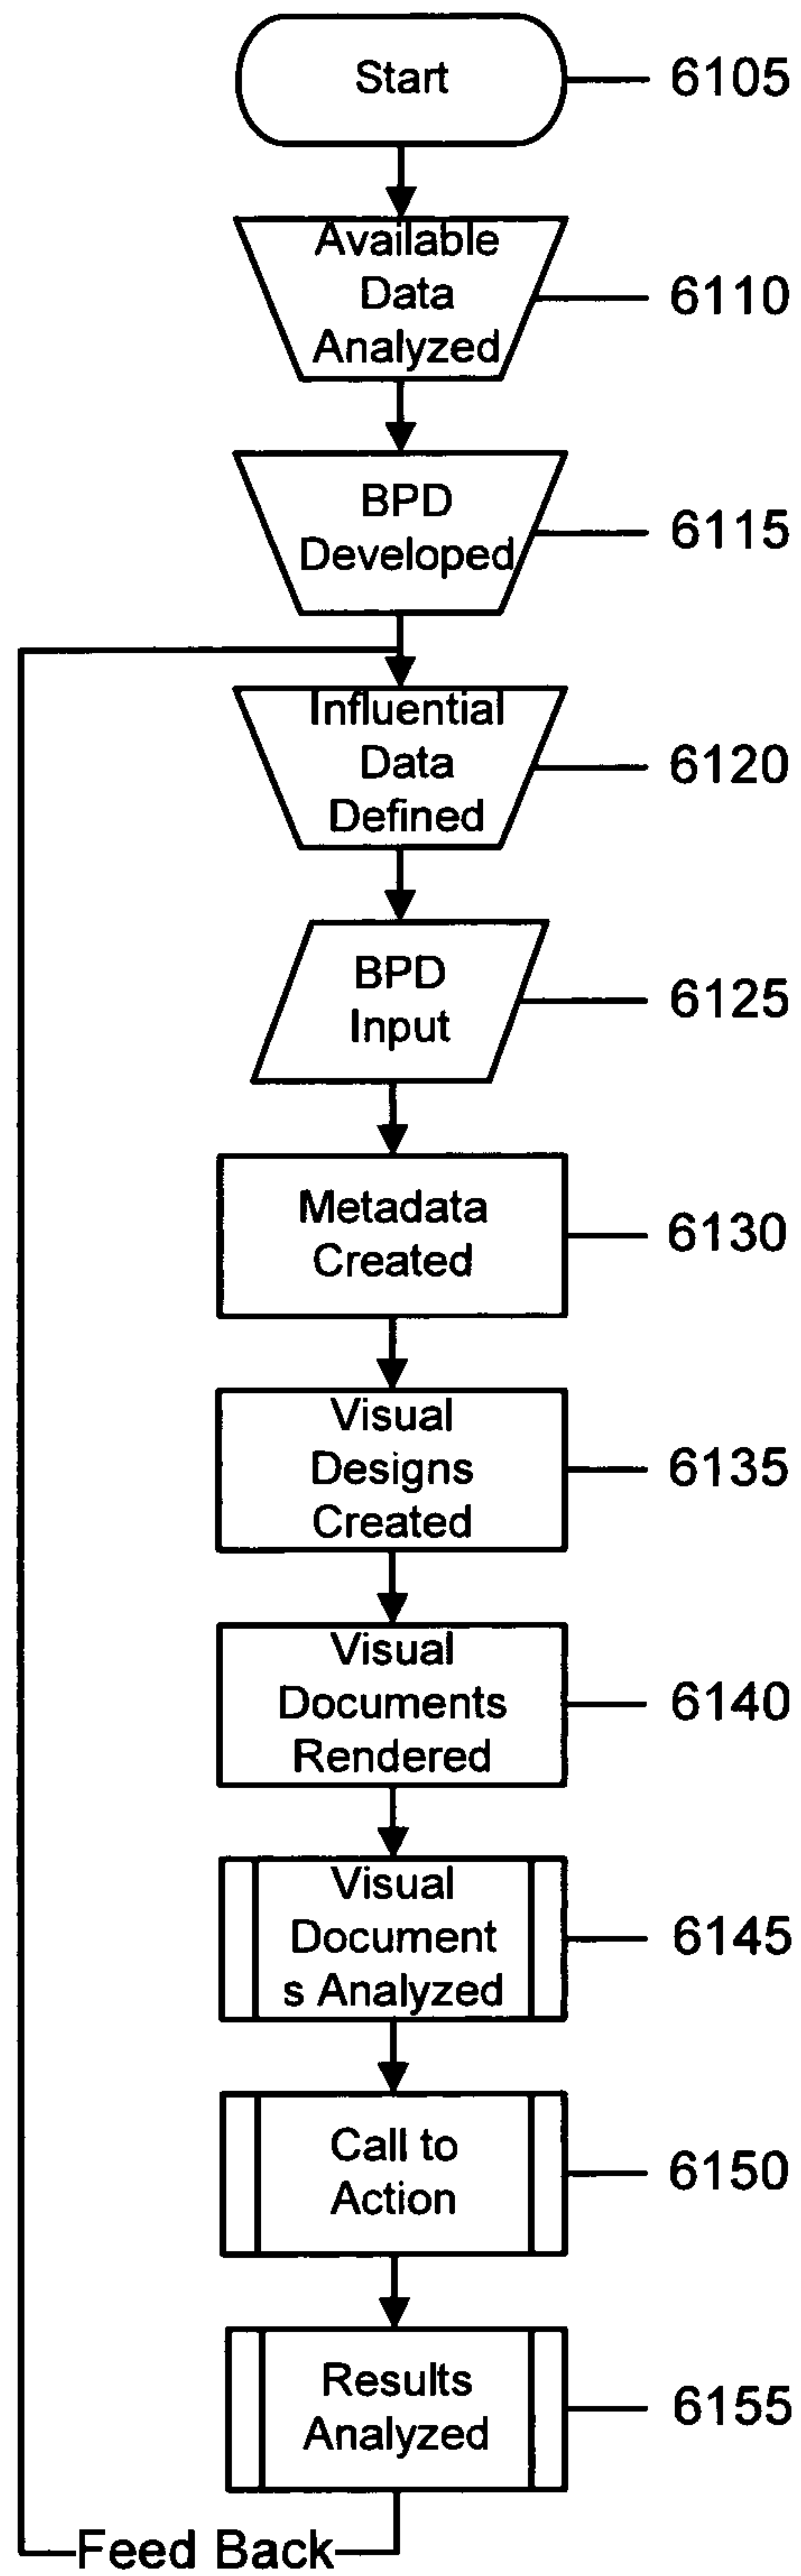 Start
6105
Available
Data
Analyzed
6110
BPD
Developed
6115
Influential
Data
Defined
6120
BPD
Input
6125
Metadata
Created
6130
Visual
Designs
Created
6135
Visual
Documents
Rendered
6140
Visual
Document
s Analyzed
6145
Call to
Action
6150
Results
Analyzed
6155
Feed Back